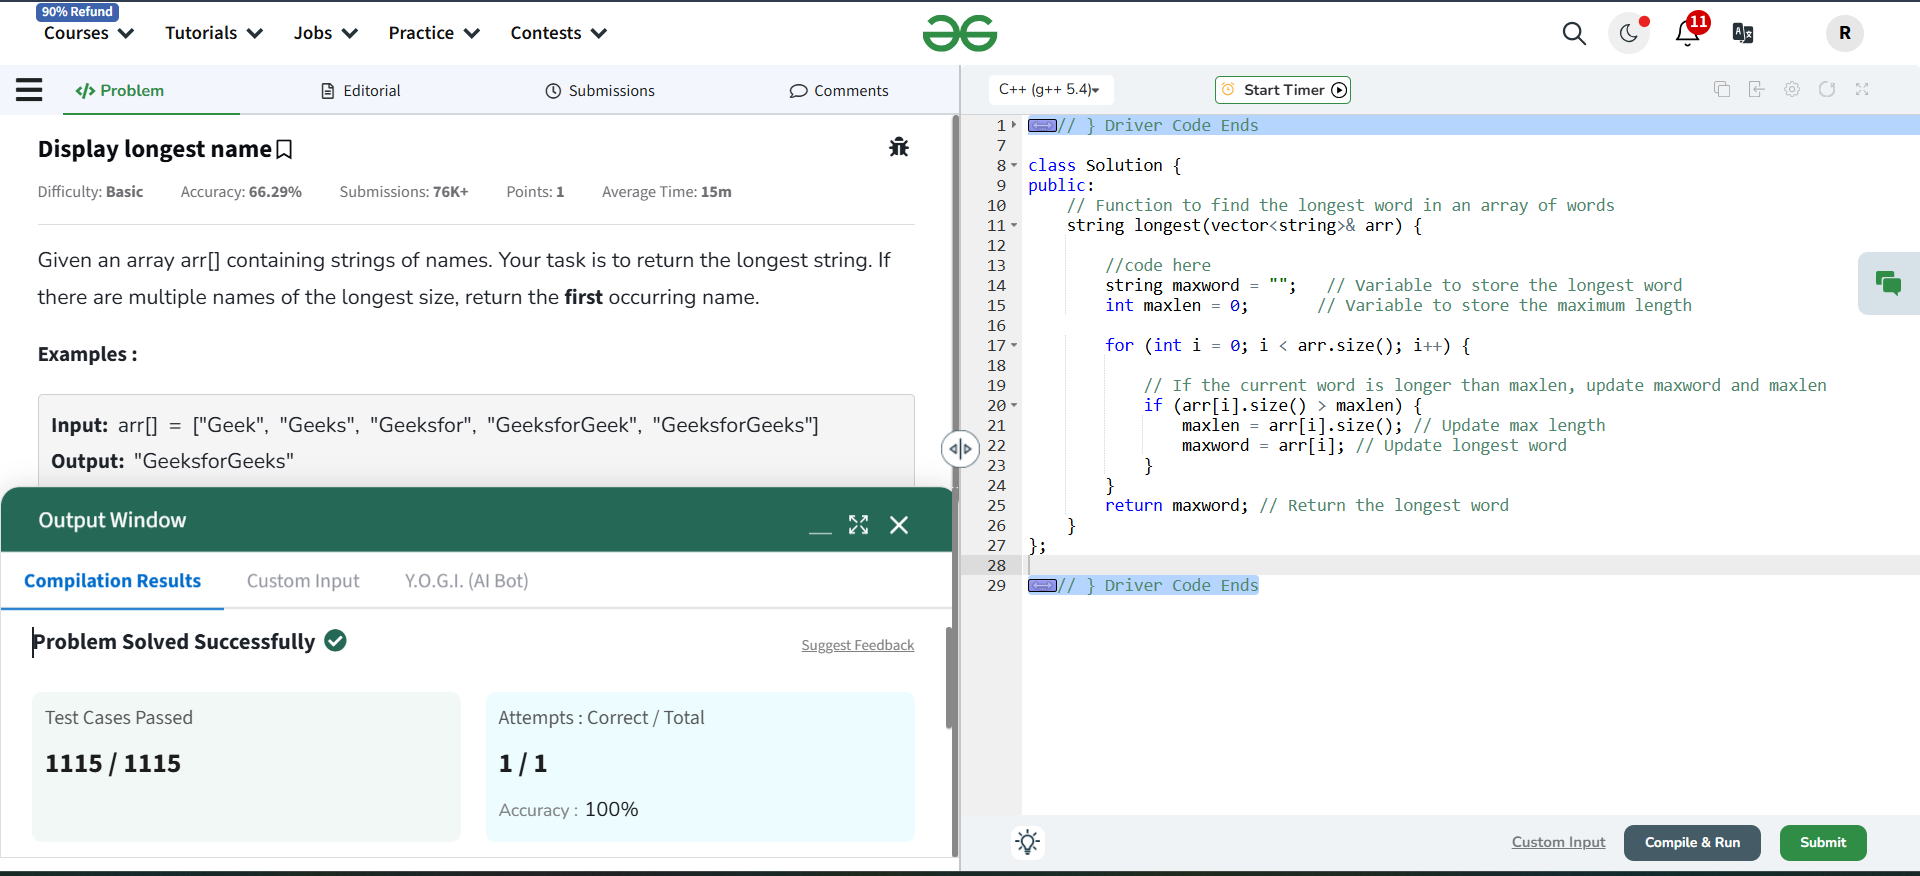 90% Refund
Courses Tutorials Jobs Practice Contests
11
R
</> Problem Editorial Submissions Comments
C++ (g++ 5.4) Start Timer
Display longest name
Difficulty: Basic Accuracy: 66.29% Submissions: 76K+ Points: 1 Average Time: 15m
Given an array arr[] containing strings of names. Your task is to return the longest string. If
there are multiple names of the longest size, return the first occurring name.
Examples :
Input: arr[] = ["Geek", "Geeks", "Geeksfor", "GeeksforGeek", "GeeksforGeeks"]
Output: "GeeksforGeeks"
Output Window
Compilation Results Custom Input Y.O.G.I. (AI Bot)
Problem Solved Successfully
Suggest Feedback
Test Cases Passed
1115 / 1115
Attempts : Correct / Total
1 / 1
Accuracy : 100%
1 // } Driver Code Ends
7
8 class Solution {
9 public:
10 // Function to find the longest word in an array of words
11 string longest(vector<string>& arr) {
12
13 //code here
14 string maxword = ""; // Variable to store the longest word
15 int maxlen = 0; // Variable to store the maximum length
16
17 for (int i = 0; i < arr.size(); i++) {
18
19 // If the current word is longer than maxlen, update maxword and maxlen
20 if (arr[i].size() > maxlen) {
21 maxlen = arr[i].size(); // Update max length
22 maxword = arr[i]; // Update longest word
23 }
24 }
25 return maxword; // Return the longest word
26 }
27 };
28
29 // } Driver Code Ends
Custom Input Compile & Run Submit